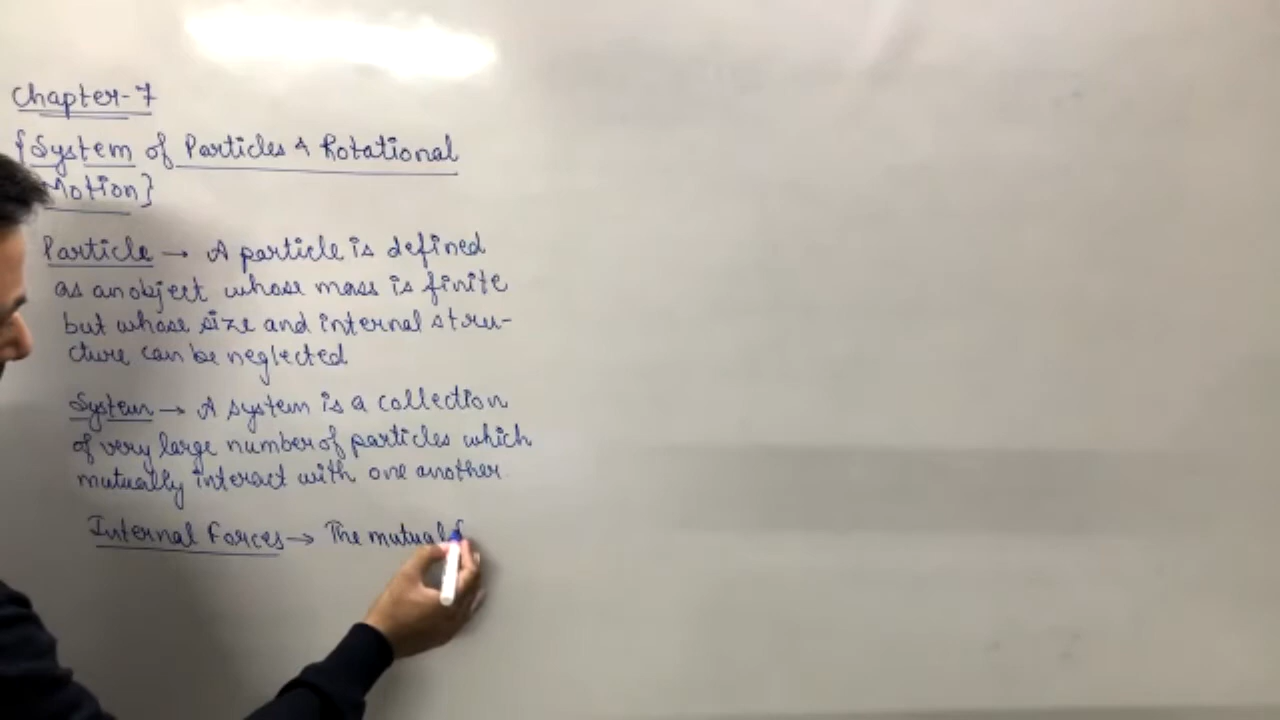 Chapter-7
{System of Particles & Rotational
Motion}
Particle → A particle is defined
as an object whose mass is finite
but whose size and internal stru-
cture can be neglected
System → A system is a collection
of very large number of particles which
mutually interact with one another
Internal Forces → The mutual f